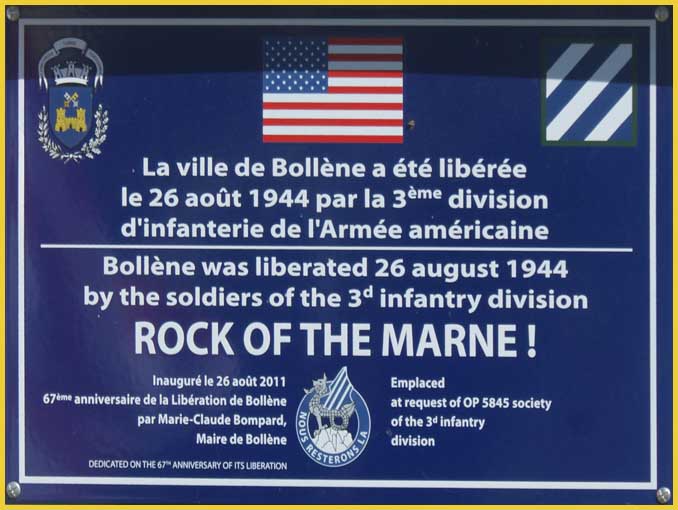 La ville de Bollène a été libérée
le 26 août 1944 par la 3ème division
d'infanterie de l'Armée américaine
Bollène was liberated 26 august 1944
by the soldiers of the 3d infantry division
ROCK OF THE MARNE !
Inauguré le 26 août 2011
67ème anniversaire de la Libération de Bollène
par Marie-Claude Bompard,
Maire de Bollène
DEDICATED ON THE 67TH ANNIVERSARY OF ITS LIBERATION
NOUS RESTERONS LA
Emplaced
at request of OP 5845 society
of the 3d infantry
division